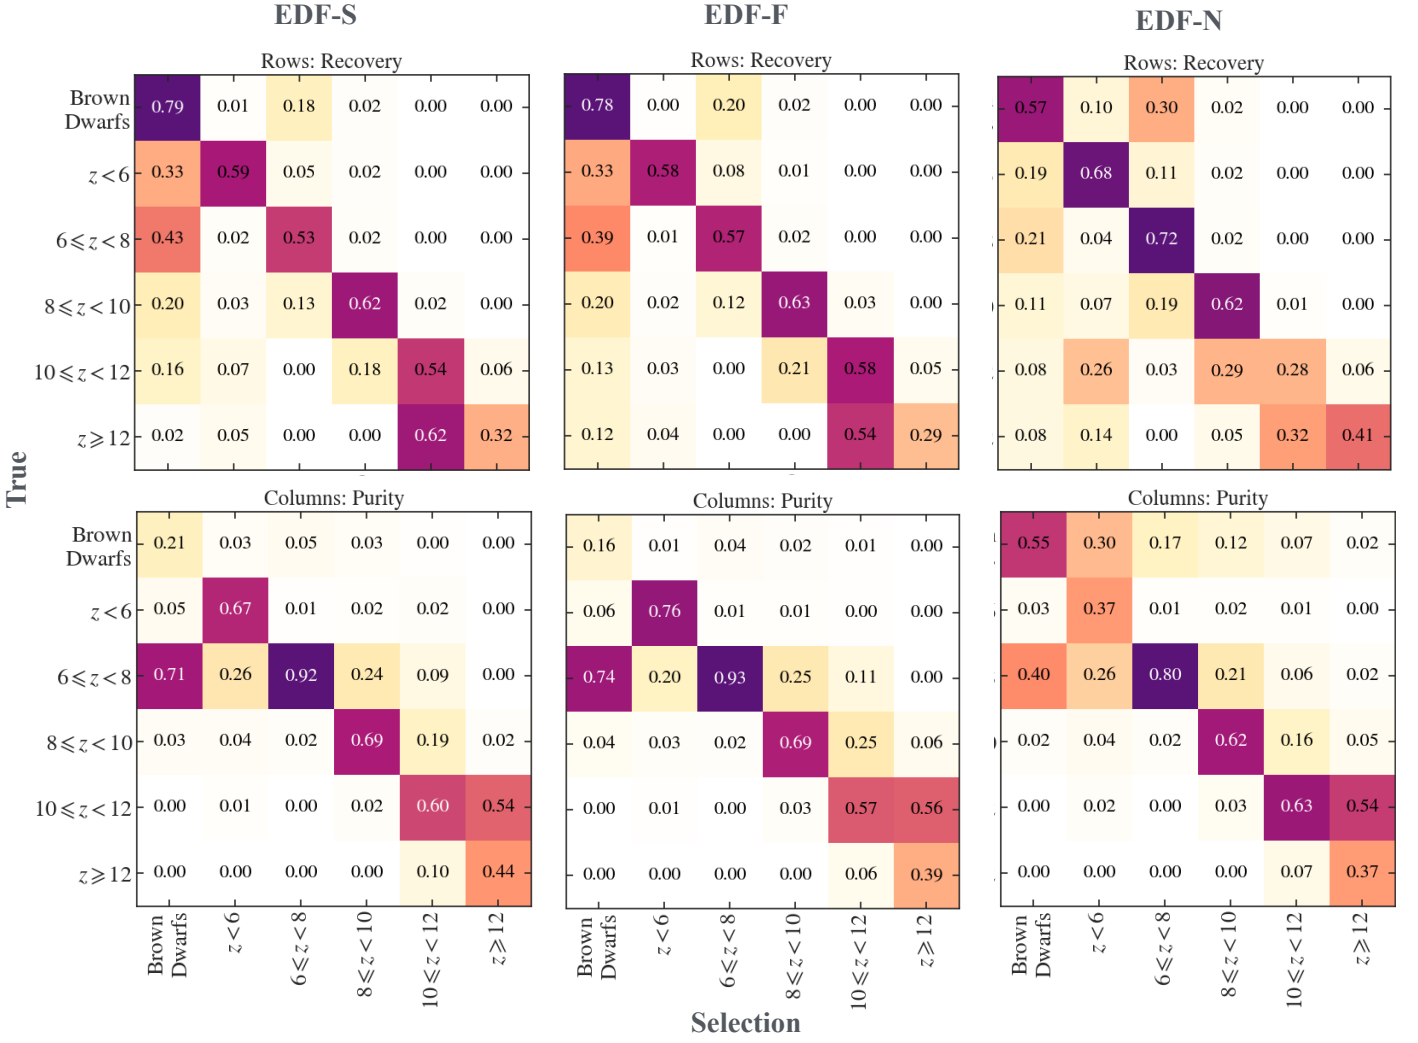 EDF-S
EDF-F
EDF-N
Rows: Recovery
Rows: Recovery
Rows: Recovery
Brown
Dwarfs
0.79 0.01 0.18 0.02 0.00 0.00
0.78 0.00 0.20 0.02 0.00 0.00
0.57 0.10 0.30 0.02 0.00 0.00
z<6
0.33 0.59 0.05 0.02 0.00 0.00
0.33 0.58 0.08 0.01 0.00 0.00
0.19 0.68 0.11 0.02 0.00 0.00
6⩽z<8
0.43 0.02 0.53 0.02 0.00 0.00
0.39 0.01 0.57 0.02 0.00 0.00
0.21 0.04 0.72 0.02 0.00 0.00
8⩽z<10
0.20 0.03 0.13 0.62 0.02 0.00
0.20 0.02 0.12 0.63 0.03 0.00
0.11 0.07 0.19 0.62 0.01 0.00
10⩽z<12
0.16 0.07 0.00 0.18 0.54 0.06
0.13 0.03 0.00 0.21 0.58 0.05
0.08 0.26 0.03 0.29 0.28 0.06
z⩾12
0.02 0.05 0.00 0.00 0.62 0.32
0.12 0.04 0.00 0.00 0.54 0.29
0.08 0.14 0.00 0.05 0.32 0.41
True
Columns: Purity
Columns: Purity
Columns: Purity
Brown
Dwarfs
0.21 0.03 0.05 0.03 0.00 0.00
0.16 0.01 0.04 0.02 0.01 0.00
0.55 0.30 0.17 0.12 0.07 0.02
z<6
0.05 0.67 0.01 0.02 0.02 0.00
0.06 0.76 0.01 0.01 0.00 0.00
0.03 0.37 0.01 0.02 0.01 0.00
6⩽z<8
0.71 0.26 0.92 0.24 0.09 0.00
0.74 0.20 0.93 0.25 0.11 0.00
0.40 0.26 0.80 0.21 0.06 0.02
8⩽z<10
0.03 0.04 0.02 0.69 0.19 0.02
0.04 0.03 0.02 0.69 0.25 0.06
0.02 0.04 0.02 0.62 0.16 0.05
10⩽z<12
0.00 0.01 0.00 0.02 0.60 0.54
0.00 0.01 0.00 0.03 0.57 0.56
0.00 0.02 0.00 0.03 0.63 0.54
z⩾12
0.00 0.00 0.00 0.00 0.10 0.44
0.00 0.00 0.00 0.00 0.06 0.39
0.00 0.00 0.00 0.00 0.07 0.37
Brown
Dwarfs
z<6
6⩽z<8
8⩽z<10
10⩽z<12
z⩾12
Brown
Dwarfs
z<6
6⩽z<8
8⩽z<10
10⩽z<12
z⩾12
Brown
Dwarfs
z<6
6⩽z<8
8⩽z<10
10⩽z<12
z⩾12
Selection